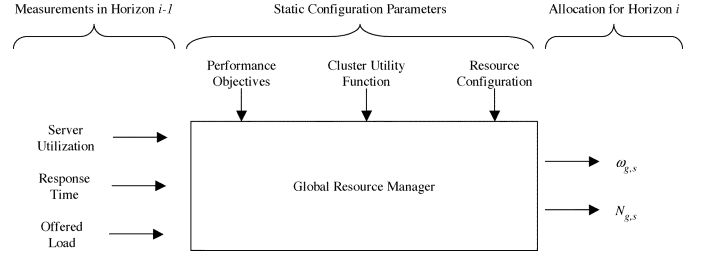 Measurements in Horizon i-1
Static Configuration Parameters
Allocation for Horizon i
Performance
Objectives
Cluster Utility
Function
Resource
Configuration
Server
Utilization
Response
Time
Offered
Load
Global Resource Manager
ω_{g,s}
N_{g,s}